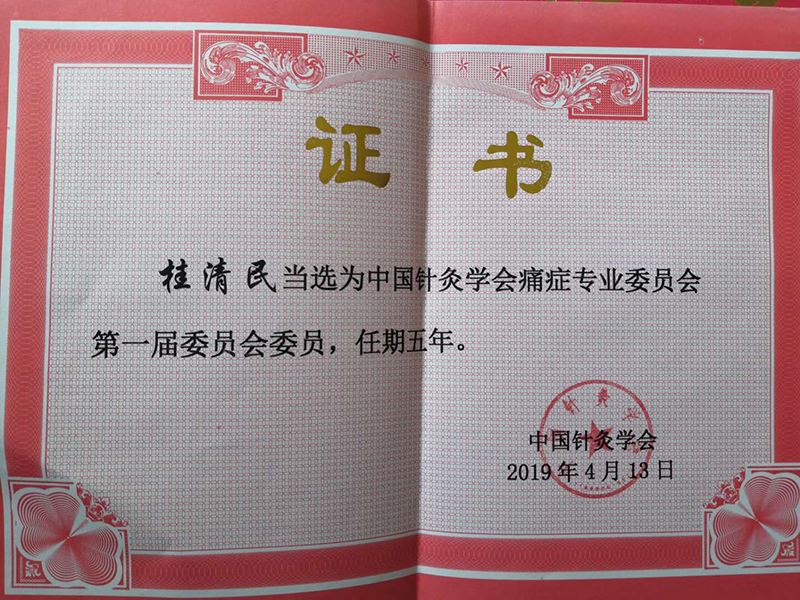 证书
桂清民当选为中国针灸学会痛症专业委员会
第一届委员会委员，任期五年。
中国针灸学会
2019年4月13日